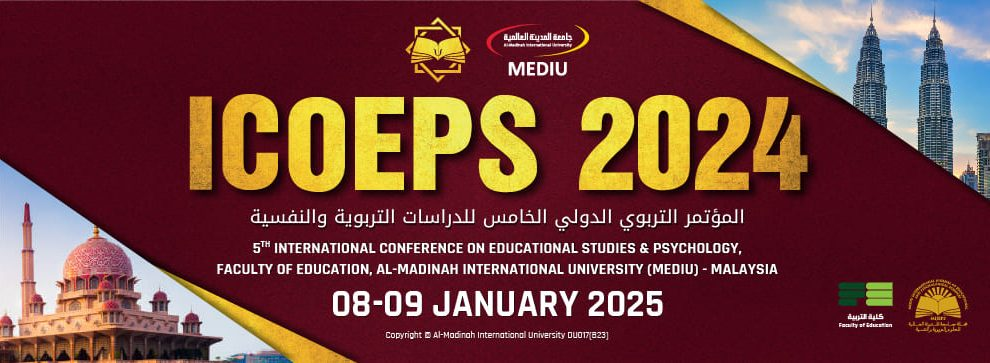 جامعة المدينة العالمية
Al-Madinah International University
MEDIU
ICOEPS 2024
المؤتمر التربوي الدولي الخامس للدراسات التربوية والنفسية
5TH INTERNATIONAL CONFERENCE ON EDUCATIONAL STUDIES & PSYCHOLOGY,
FACULTY OF EDUCATION, AL-MADINAH INTERNATIONAL UNIVERSITY (MEDIU) - MALAYSIA
08-09 JANUARY 2025
Copyright © Al-Madinah International University DU017(B23)
كلية التربية
Faculty of Education